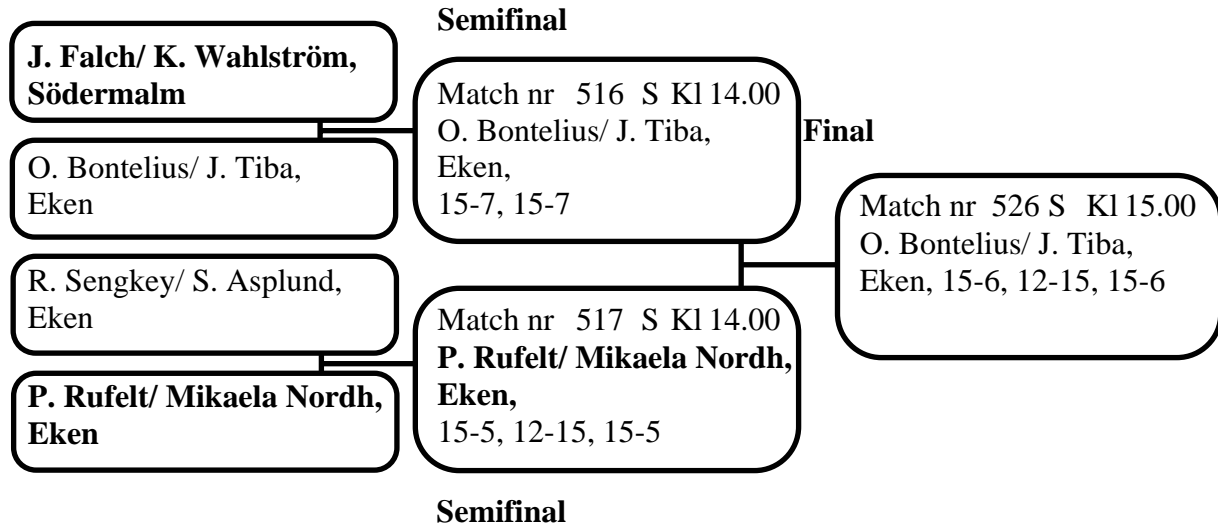 Semifinal
J. Falch/ K. Wahlström,
Södermalm
O. Bontelius/ J. Tiba,
Eken
R. Sengkey/ S. Asplund,
Eken
P. Rufelt/ Mikaela Nordh,
Eken
Match nr 516 S Kl 14.00
O. Bontelius/ J. Tiba,
Eken,
15-7, 15-7
Match nr 517 S Kl 14.00
P. Rufelt/ Mikaela Nordh,
Eken,
15-5, 12-15, 15-5
Semifinal
Final
Match nr 526 S Kl 15.00
O. Bontelius/ J. Tiba,
Eken, 15-6, 12-15, 15-6